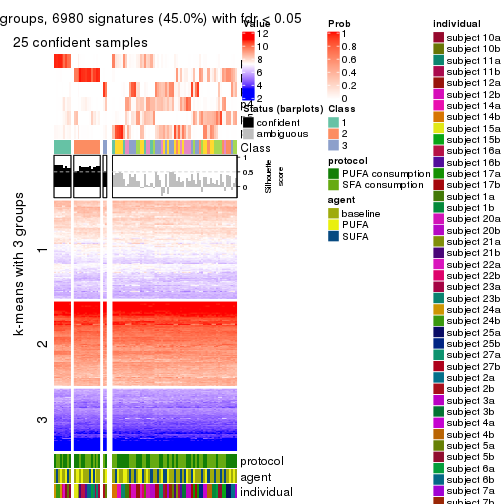 groups, 6980 signatures (45.0%) with fdr < 0.05
25 confident samples
k-means with 3 groups
1
2
3
p4
Class
1
0.5
0
Silhouette
score
protocol
agent
individual
Value
12
10
8
6
4
2
Status (barplots)
confident
ambiguous
Prob
1
0.8
0.6
0.4
0.2
0
Class
1
2
3
protocol
PUFA consumption
SFA consumption
agent
baseline
PUFA
SUFA
individual
subject 10a
subject 10b
subject 11a
subject 11b
subject 12a
subject 12b
subject 14a
subject 14b
subject 15a
subject 15b
subject 16a
subject 16b
subject 17a
subject 17b
subject 1a
subject 1b
subject 20a
subject 20b
subject 21a
subject 21b
subject 22a
subject 22b
subject 23a
subject 23b
subject 24a
subject 24b
subject 25a
subject 25b
subject 27a
subject 27b
subject 2a
subject 2b
subject 3a
subject 3b
subject 4a
subject 4b
subject 5a
subject 5b
subject 6a
subject 6b
subject 7a
subject 7b